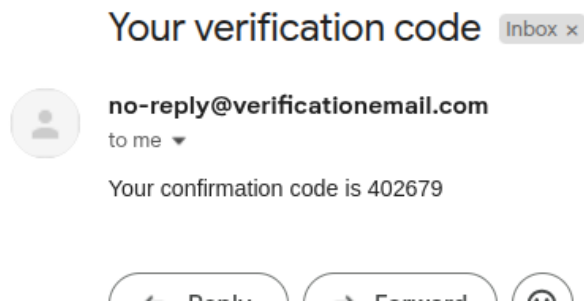 Your verification code Inbox ×
no-reply@verificationemail.com
to me
Your confirmation code is 402679
Reply Forward